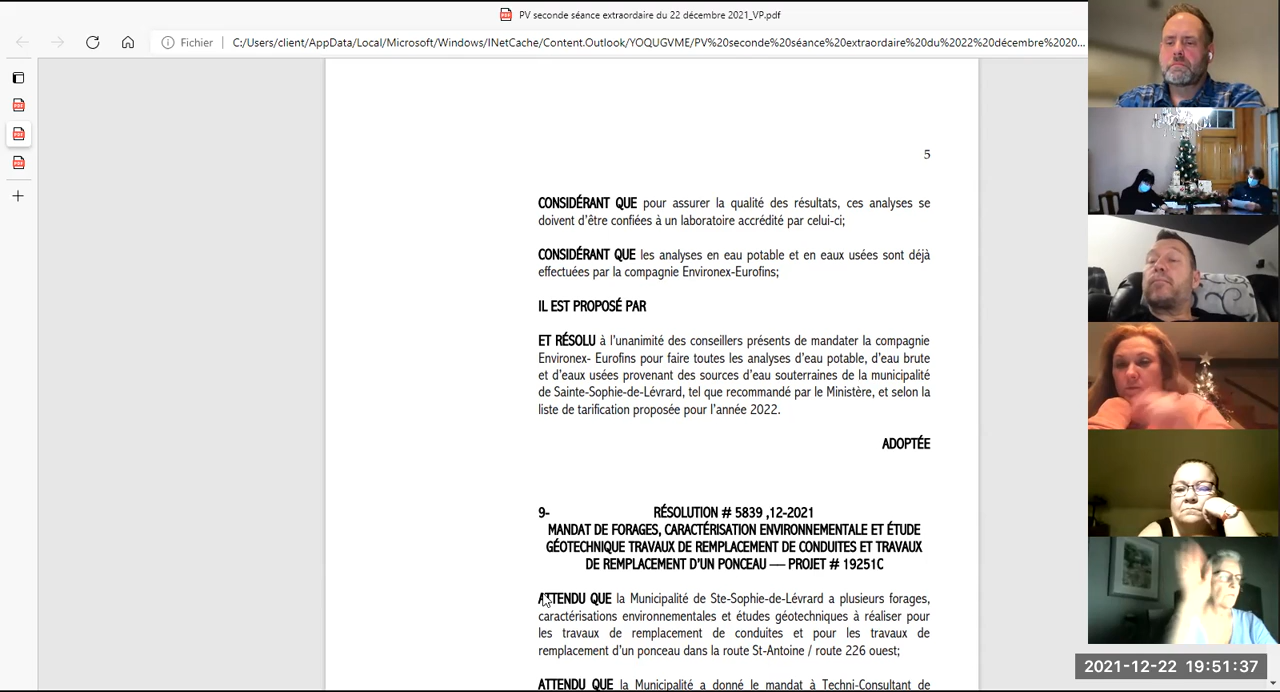 PV seconde séance extraordaire du 22 décembre 2021_VP.pdf
Fichier
C:/Users/client/AppData/Local/Microsoft/Windows/INetCache/Content.Outlook/YOQUGVME/PV%20seconde%20séance%20extraordaire%20du%2022%20décembre%2020...
5
CONSIDÉRANT QUE pour assurer la qualité des résultats, ces analyses se
doivent d'être confiées à un laboratoire accrédité par celui-ci;
CONSIDÉRANT QUE les analyses en eau potable et en eaux usées sont déjà
effectuées par la compagnie Environex-Eurofins;
IL EST PROPOSÉ PAR
ET RÉSOLU à l'unanimité des conseillers présents de mandater la compagnie
Environex- Eurofins pour faire toutes les analyses d'eau potable, d'eau brute
et d'eaux usées provenant des sources d'eau souterraines de la municipalité
de Sainte-Sophie-de-Lévrard, tel que recommandé par le Ministère, et selon la
liste de tarification proposée pour l'année 2022.
ADOPTÉE
9- RÉSOLUTION # 5839 ,12-2021
MANDAT DE FORAGES, CARACTÉRISATION ENVIRONNEMENTALE ET ÉTUDE
GÉOTECHNIQUE TRAVAUX DE REMPLACEMENT DE CONDUITES ET TRAVAUX
DE REMPLACEMENT D'UN PONCEAU –– PROJET # 19251C
ATTENDU QUE la Municipalité de Ste-Sophie-de-Lévrard a plusieurs forages,
caractérisations environnementales et études géotechniques à réaliser pour
les travaux de remplacement de conduites et pour les travaux de
remplacement d'un ponceau dans la route St-Antoine / route 226 ouest;
ATTENDU QUE la Municipalité a donné le mandat à Techni-Consultant de
2021-12-22 19:51:37